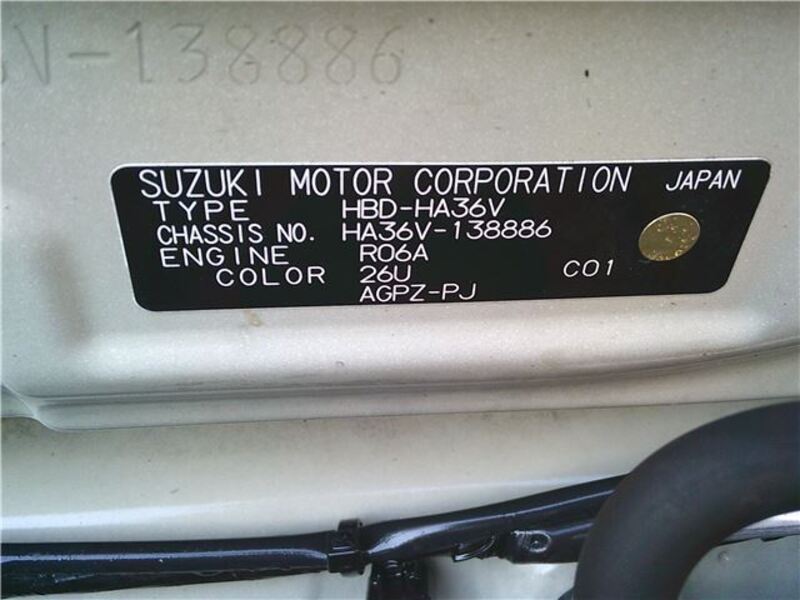 V-138886
SUZUKI MOTOR CORPORATION JAPAN
TYPE HBD-HA36V
CHASSIS NO. HA36V-138886
ENGINE R06A
COLOR 26U C01
AGPZ-PJ